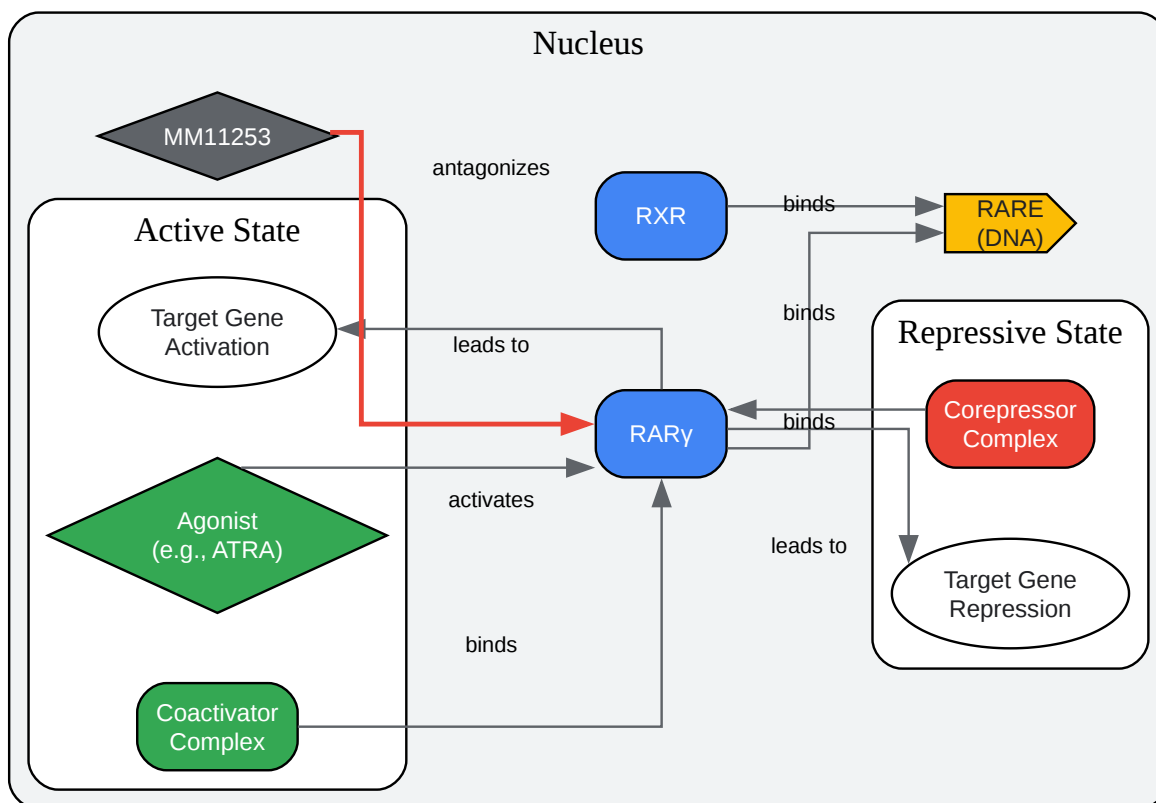 Nucleus
MM11253
antagonizes
RXR
binds
RARE
(DNA)
Active State
Target Gene
Activation
leads to
binds
Repressive State
RARγ
binds
Corepressor
Complex
activates
Agonist
(e.g., ATRA)
leads to
Target Gene
Repression
binds
Coactivator
Complex